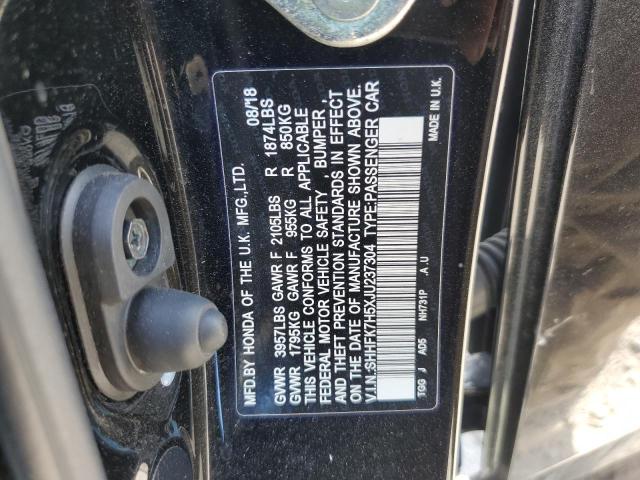 MFD.BY HONDA OF THE U.K. MFG.,LTD. 08/18
GVWR 3957LBS GAWR F 2105LBS R 1874LBS
GVWR 1795KG GAWR F 955KG R 850KG
THIS VEHICLE CONFORMS TO ALL APPLICABLE
FEDERAL MOTOR VEHICLE SAFETY , BUMPER,
AND THEFT PREVENTION STANDARDS IN EFFECT
ON THE DATE OF MANUFACTURE SHOWN ABOVE.
V.I.N.:SHHFK7H5XJU237304 TYPE:PASSENGER CAR
TGG J AD5 NH731P A U
MADE IN U.K.